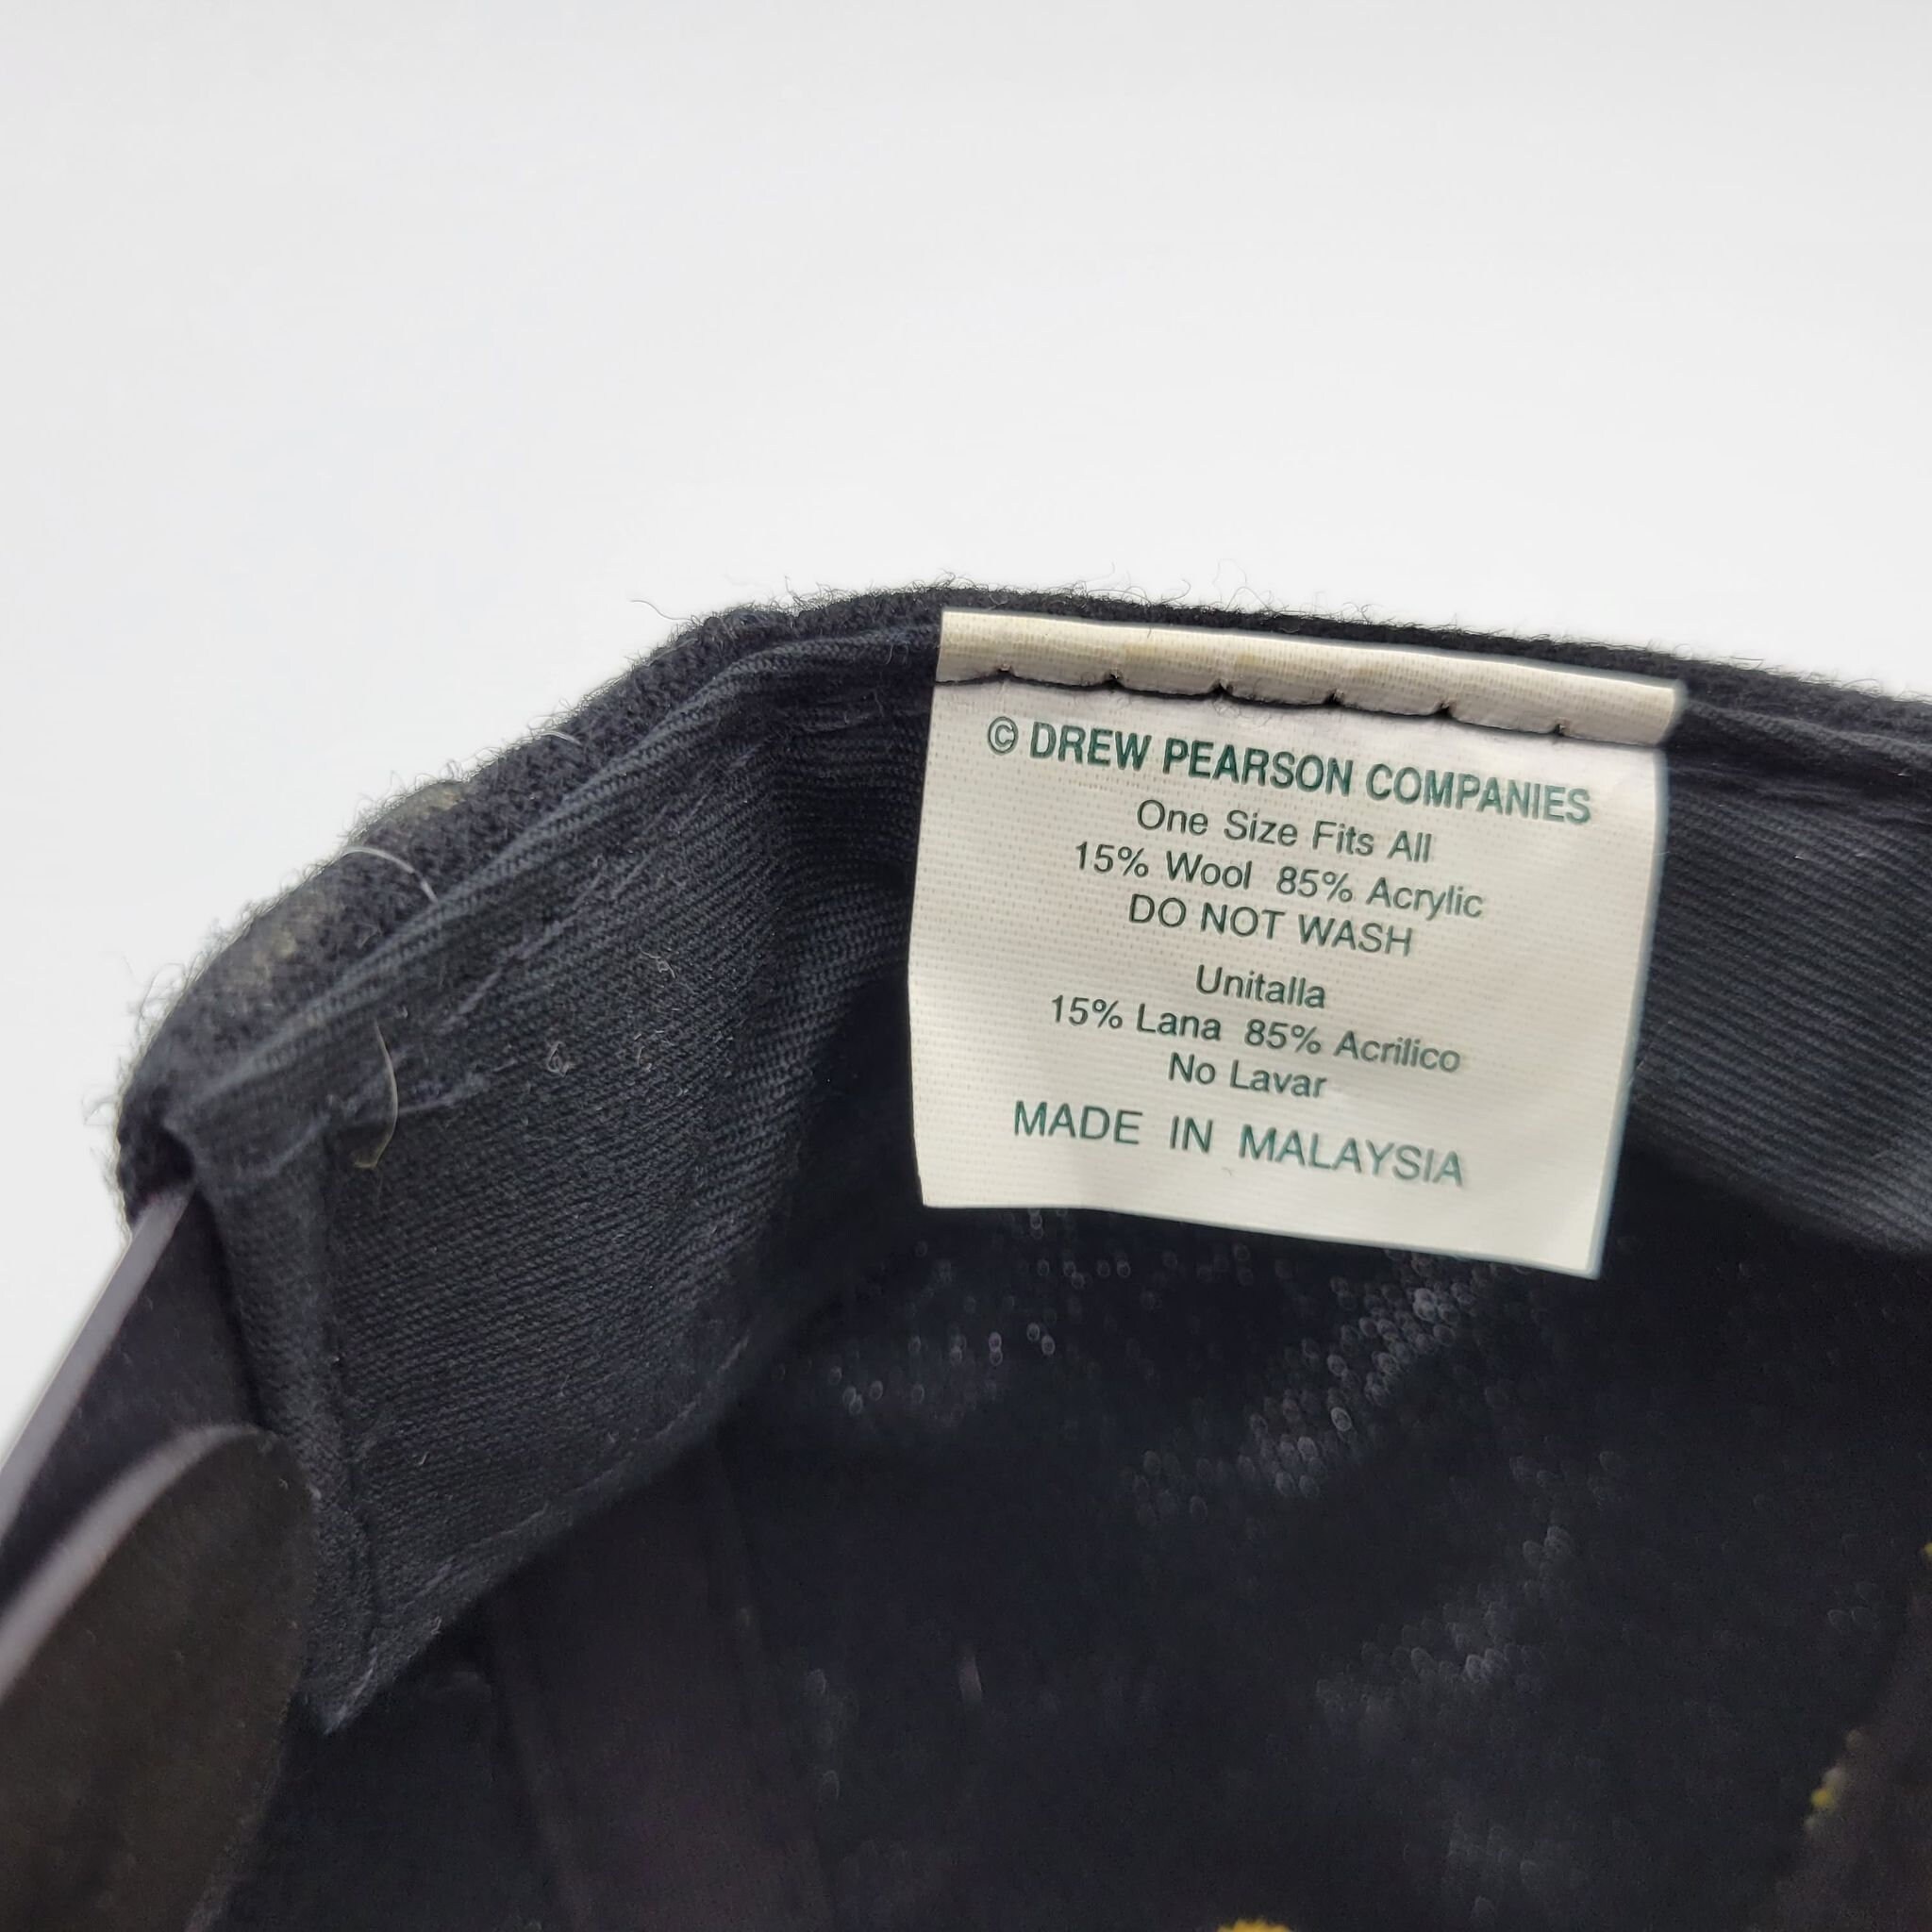 © DREW PEARSON COMPANIES
One Size Fits All
15% Wool 85% Acrylic
DO NOT WASH
Unitalla
15% Lana 85% Acrilico
No Lavar
MADE IN MALAYSIA